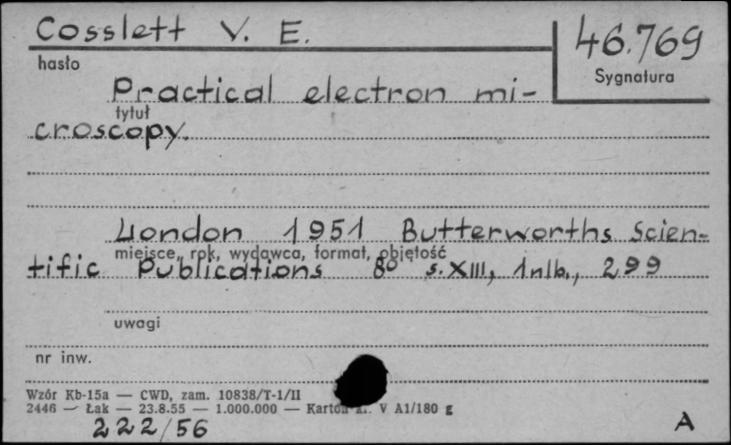 Cosslett V. E.
46.769
hasło
Sygnatura
Practical electron mi-
tytuł
croscopy.
London 1951 Butterworths Scien-
miejsce, rok, wydawca, format, objętość
tific Publications 8° s. XIII, 1 nlb., 299
uwagi
nr inw.
Wzór Kb-15a — CWD, zam. 10838/T-1/II
2446 — Łak — 23.8.55 — 1.000.000 — Karton kl. V A1/180 g
222/56
A